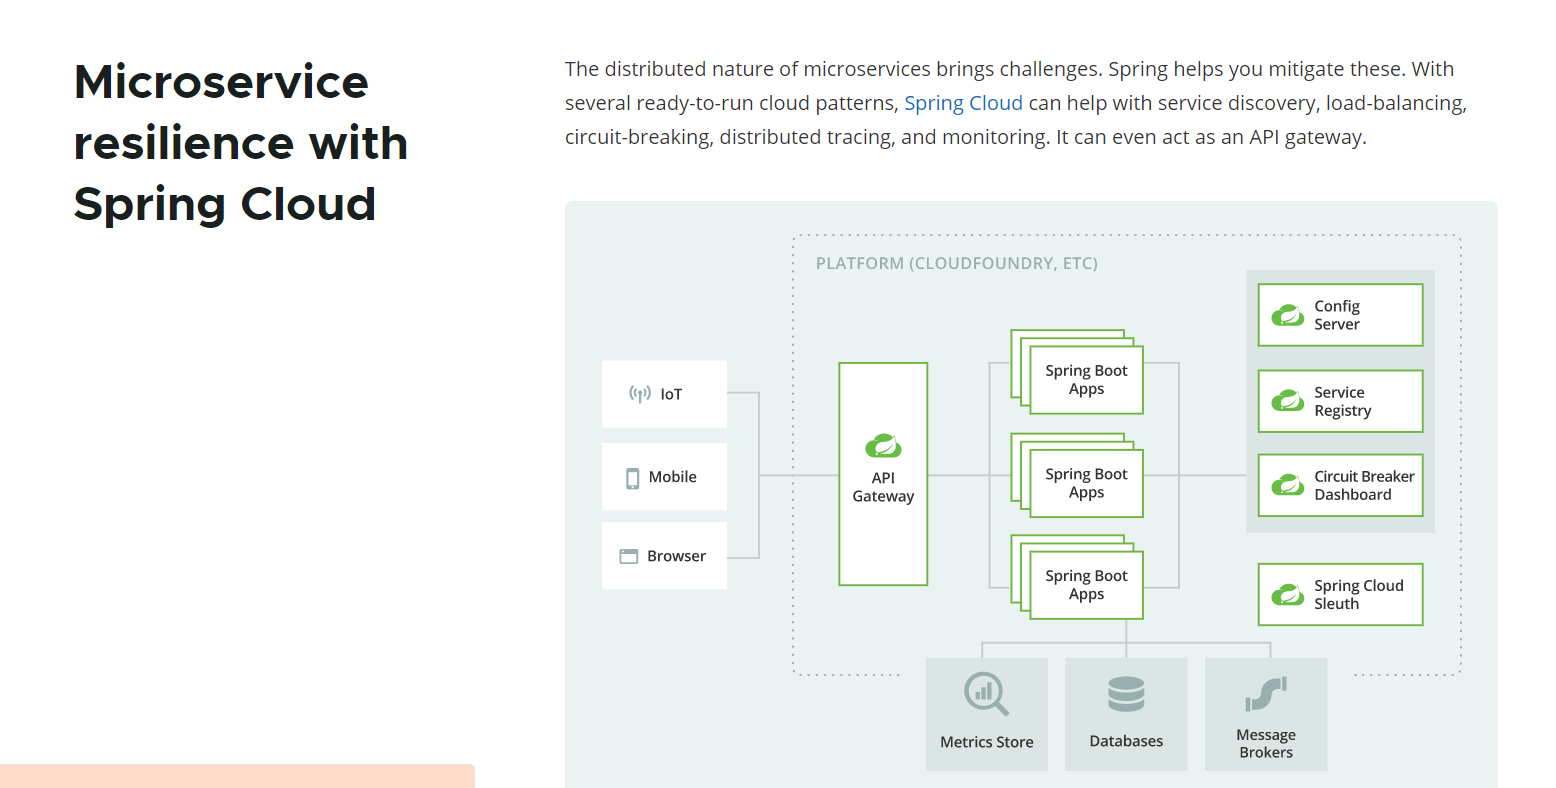 Microservice
resilience with
Spring Cloud
The distributed nature of microservices brings challenges. Spring helps you mitigate these. With
several ready-to-run cloud patterns, Spring Cloud can help with service discovery, load-balancing,
circuit-breaking, distributed tracing, and monitoring. It can even act as an API gateway.
PLATFORM (CLOUDFOUNDRY, ETC)
IoT
Mobile
Browser
API
Gateway
Spring Boot
Apps
Spring Boot
Apps
Spring Boot
Apps
Config
Server
Service
Registry
Circuit Breaker
Dashboard
Spring Cloud
Sleuth
Metrics Store
Databases
Message
Brokers